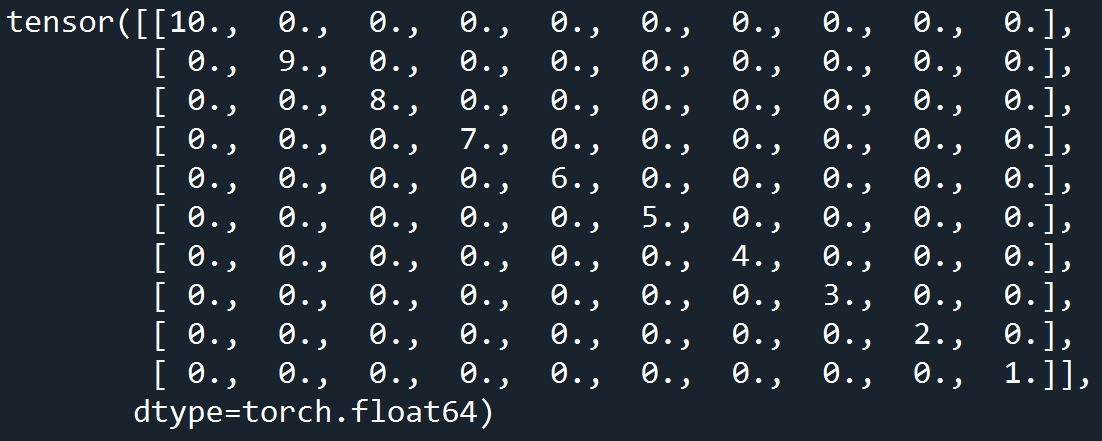 tensor([[10.,  0.,  0.,  0.,  0.,  0.,  0.,  0.,  0.,  0.],
        [ 0.,  9.,  0.,  0.,  0.,  0.,  0.,  0.,  0.,  0.],
        [ 0.,  0.,  8.,  0.,  0.,  0.,  0.,  0.,  0.,  0.],
        [ 0.,  0.,  0.,  7.,  0.,  0.,  0.,  0.,  0.,  0.],
        [ 0.,  0.,  0.,  0.,  6.,  0.,  0.,  0.,  0.,  0.],
        [ 0.,  0.,  0.,  0.,  0.,  5.,  0.,  0.,  0.,  0.],
        [ 0.,  0.,  0.,  0.,  0.,  0.,  4.,  0.,  0.,  0.],
        [ 0.,  0.,  0.,  0.,  0.,  0.,  0.,  3.,  0.,  0.],
        [ 0.,  0.,  0.,  0.,  0.,  0.,  0.,  0.,  2.,  0.],
        [ 0.,  0.,  0.,  0.,  0.,  0.,  0.,  0.,  0.,  1.]],
       dtype=torch.float64)